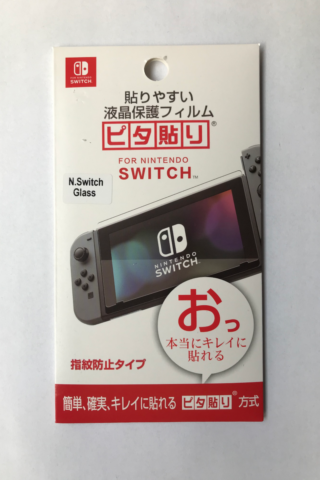 貼りやすい
液晶保護フィルム
ピタ貼り®
FOR NINTENDO
SWITCH™
N.Switch
Glass
NINTENDO
SWITCH
おっ
本当にキレイに
貼れる
指紋防止タイプ
簡単、確実、キレイに貼れる ピタ貼り® 方式